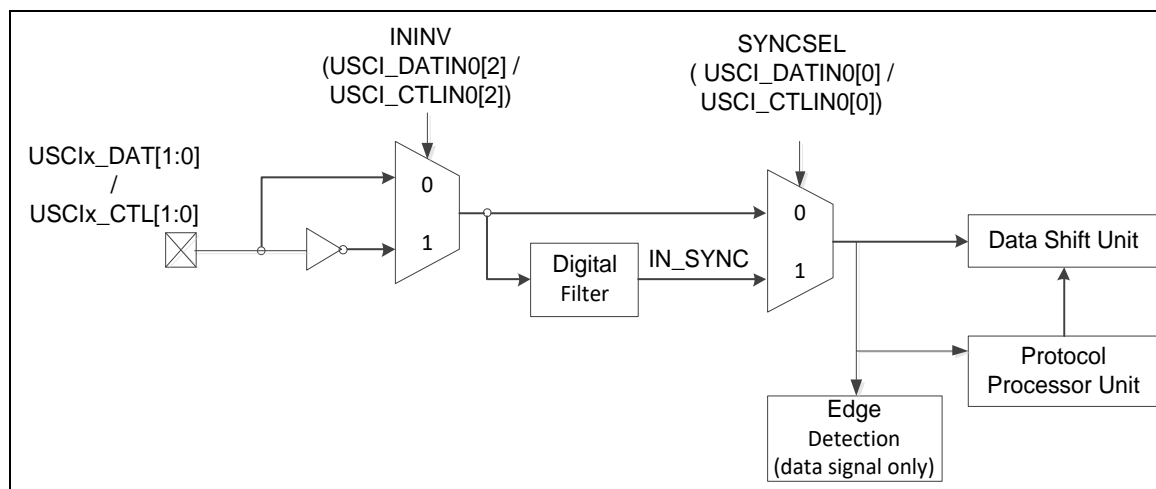 ININV
(USCI_DATIN0[2] /
USCI_CTLIN0[2])
SYNCSEL
( USCI_DATIN0[0] /
USCI_CTLIN0[0])
USCIx_DAT[1:0]
/
USCIx_CTL[1:0]
0
1
Digital
Filter
IN_SYNC
0
1
Data Shift Unit
Protocol
Processor Unit
Edge
Detection
(data signal only)